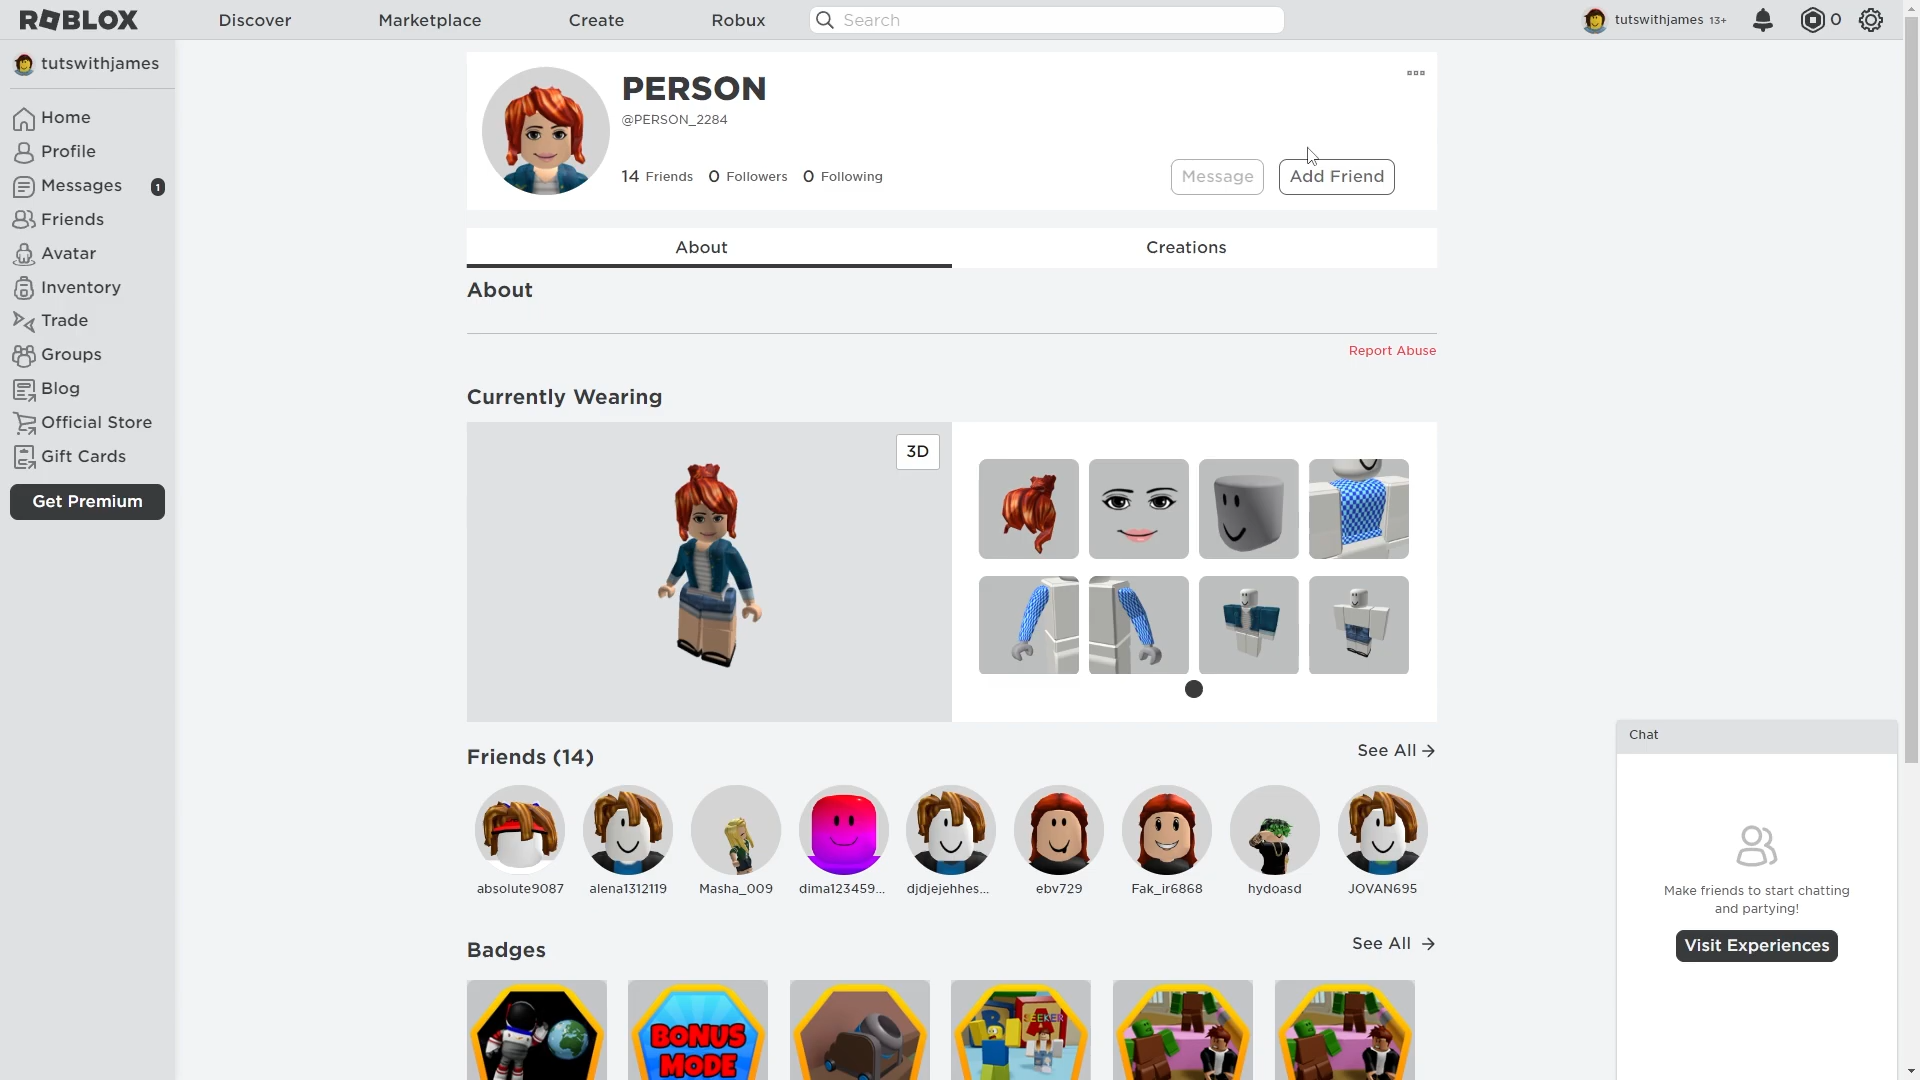 ROBLOX
Discover
Marketplace
Create
Robux
Search
tutswithjames 13+
0
tutswithjames
Home
Profile
Messages
1
Friends
Avatar
Inventory
Trade
Groups
Blog
Official Store
Gift Cards
Get Premium
PERSON
@PERSON_2284
14 Friends 0 Followers 0 Following
Message
Add Friend
About
Creations
About
Report Abuse
Currently Wearing
3D
Friends (14)
See All
absolute9087
alena1312119
Masha_009
dima123459...
djdjejehhes...
ebv729
Fak_ir6868
hydoasd
JOVAN695
Badges
See All
BONUS
MODE
SEEKER
Chat
Make friends to start chatting
and partying!
Visit Experiences